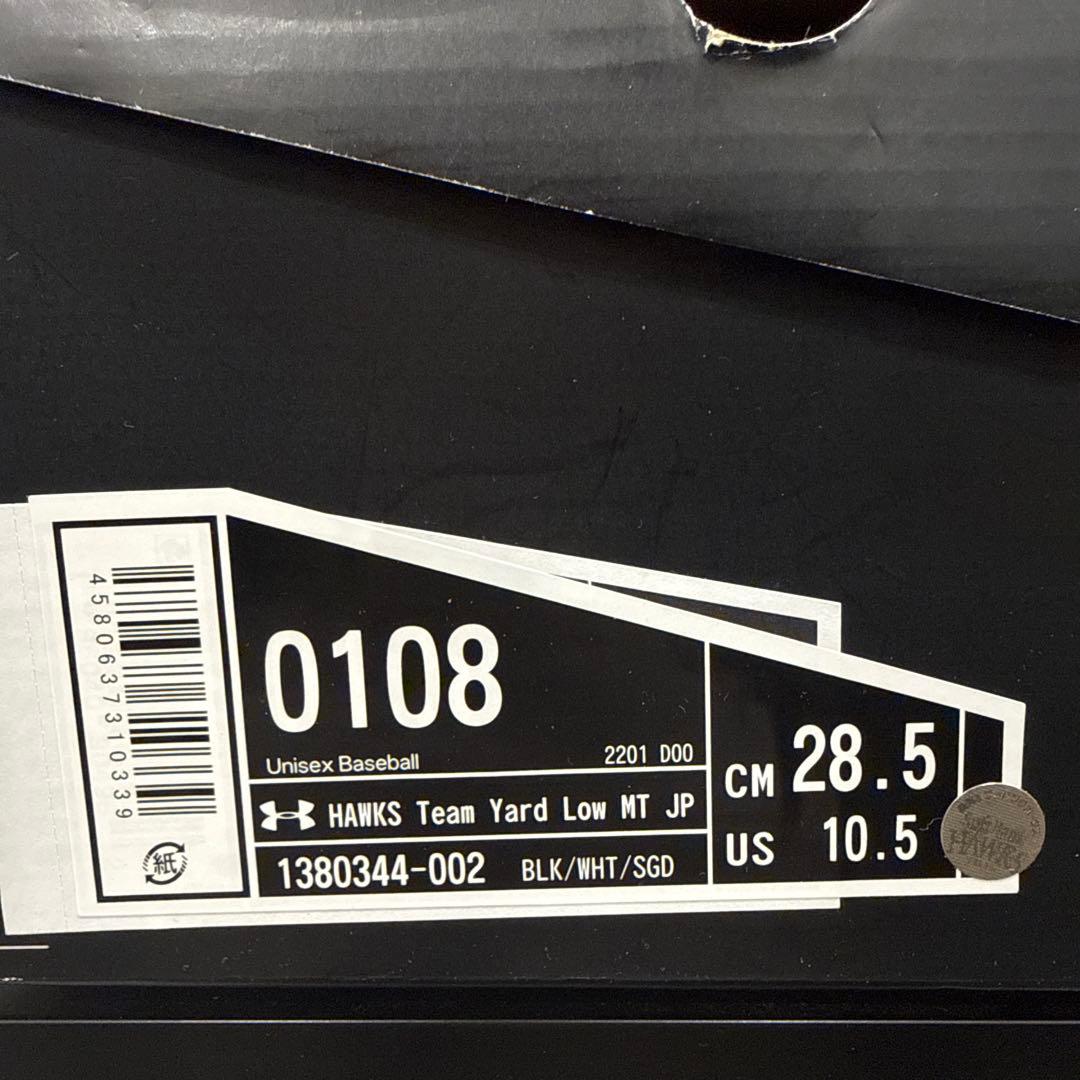 4580637310339
紙
0108
Unisex Baseball
2201 D00
HAWKS Team Yard Low MT JP
1380344-002
BLK/WHT/SGD
CM 28.5
US 10.5
HAWKS